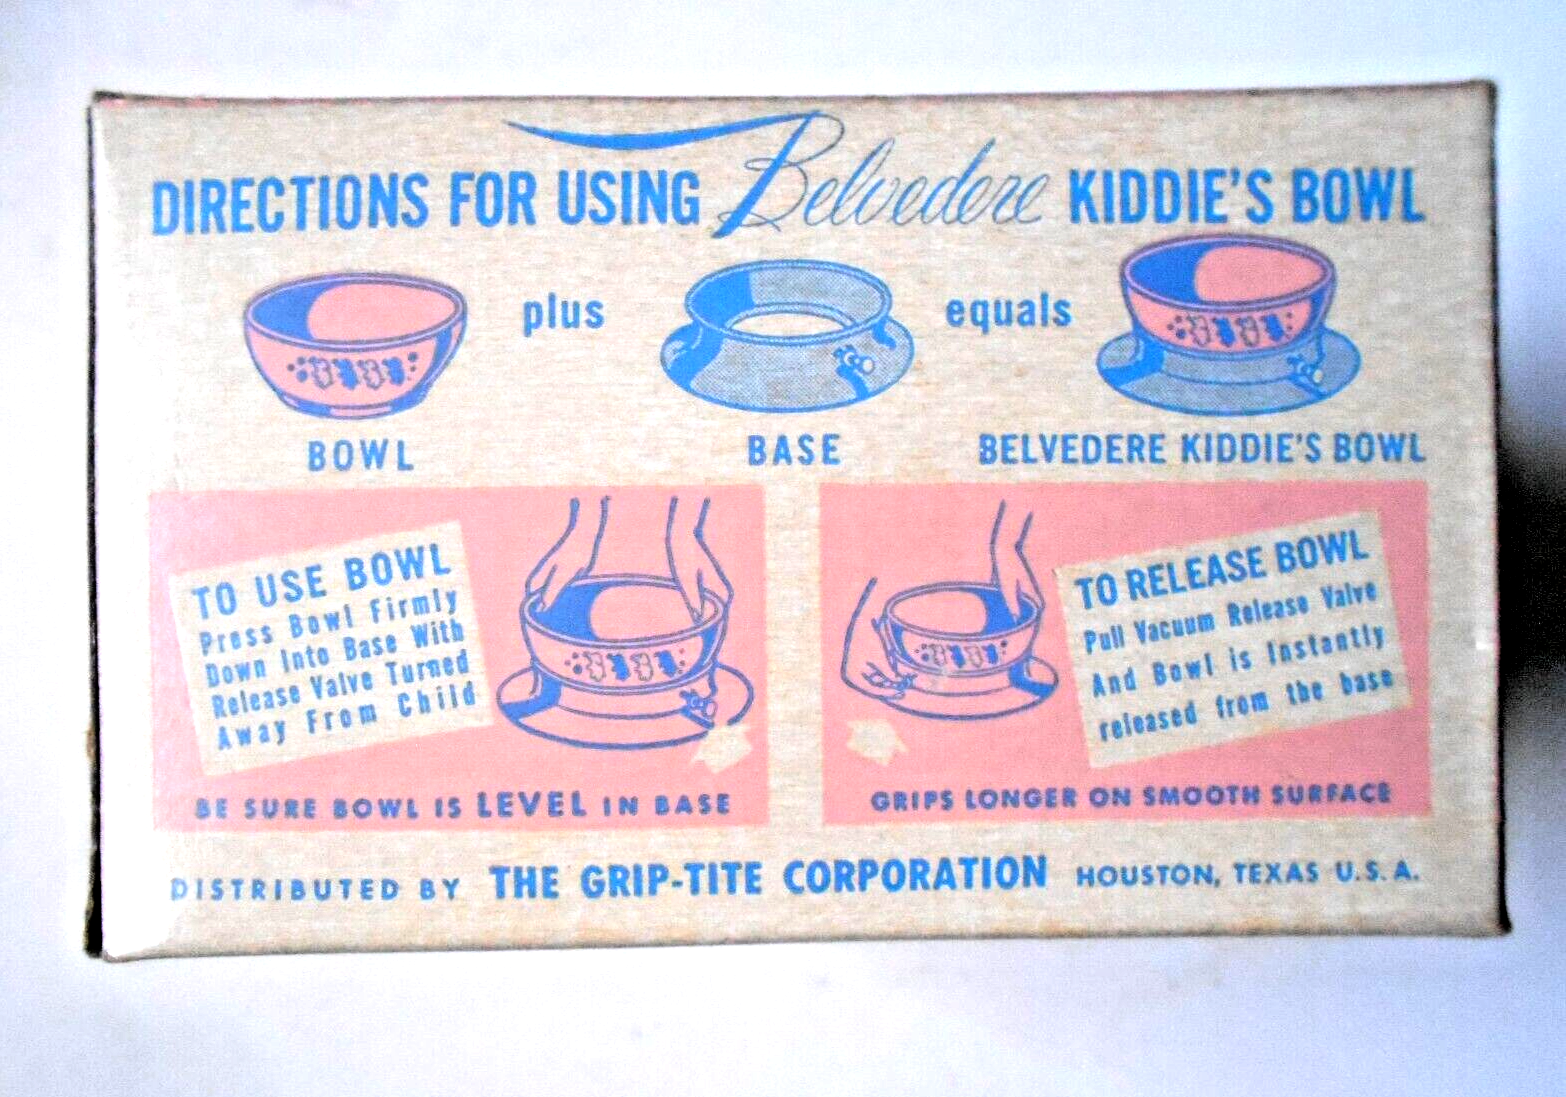 DIRECTIONS FOR USING Belvedere KIDDIE'S BOWL
plus
equals
BOWL
BASE
BELVEDERE KIDDIE'S BOWL
TO USE BOWL
Press Bowl Firmly
Down Into Base With
Release Valve Turned
Away From Child
BE SURE BOWL IS LEVEL IN BASE
TO RELEASE BOWL
Pull Vacuum Release Valve
And Bowl is Instantly
released from the base
GRIPS LONGER ON SMOOTH SURFACE
DISTRIBUTED BY THE GRIP-TITE CORPORATION HOUSTON, TEXAS U.S.A.